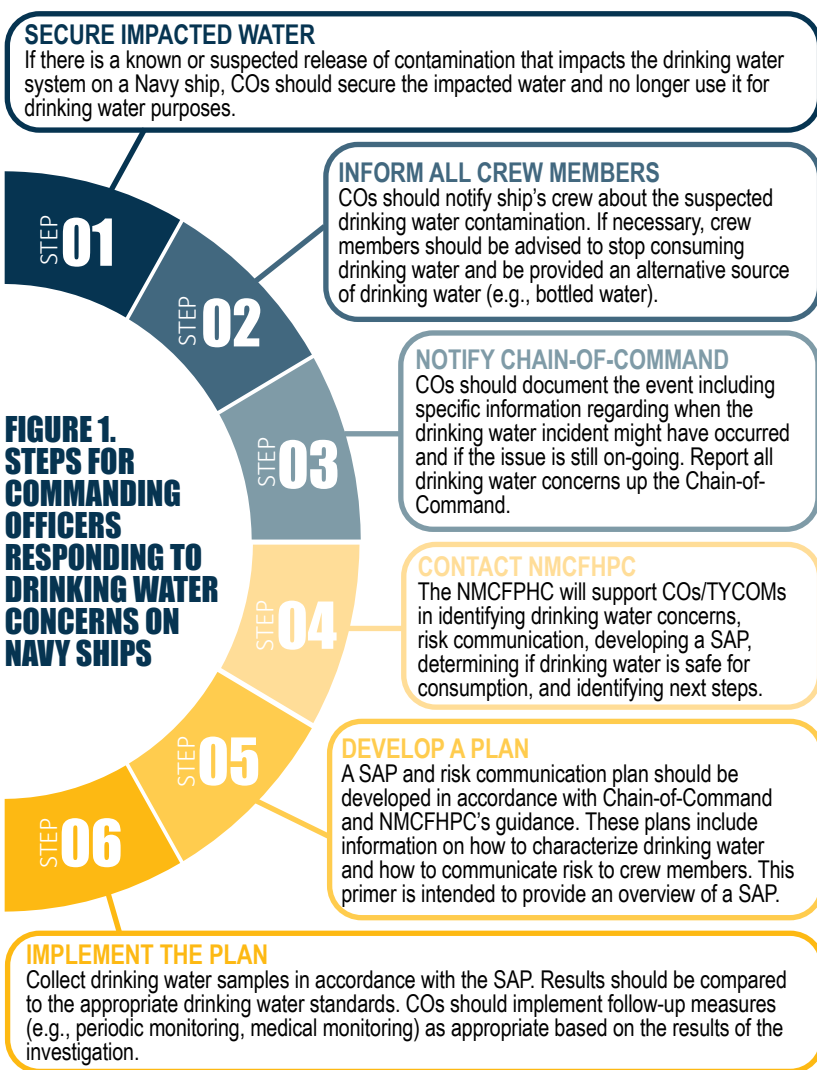 SECURE IMPACTED WATER
If there is a known or suspected release of contamination that impacts the drinking water
system on a Navy ship, COs should secure the impacted water and no longer use it for
drinking water purposes.
STEP 01
INFORM ALL CREW MEMBERS
COs should notify ship's crew about the suspected
drinking water contamination. If necessary, crew
members should be advised to stop consuming
drinking water and be provided an alternative source
of drinking water (e.g., bottled water).
STEP 02
NOTIFY CHAIN-OF-COMMAND
COs should document the event including
specific information regarding when the
drinking water incident might have occurred
and if the issue is still on-going. Report all
drinking water concerns up the Chain-of-
Command.
STEP 03
FIGURE 1.
STEPS FOR
COMMANDING
OFFICERS
RESPONDING TO
DRINKING WATER
CONCERNS ON
NAVY SHIPS
CONTACT NMCFHPC
The NMCFPHC will support COs/TYCOMs
in identifying drinking water concerns,
risk communication, developing a SAP,
determining if drinking water is safe for
consumption, and identifying next steps.
STEP 04
DEVELOP A PLAN
A SAP and risk communication plan should be
developed in accordance with Chain-of-Command
and NMCFHPC's guidance. These plans include
information on how to characterize drinking water
and how to communicate risk to crew members. This
primer is intended to provide an overview of a SAP.
STEP 05
STEP 06
IMPLEMENT THE PLAN
Collect drinking water samples in accordance with the SAP. Results should be compared
to the appropriate drinking water standards. COs should implement follow-up measures
(e.g., periodic monitoring, medical monitoring) as appropriate based on the results of the
investigation.